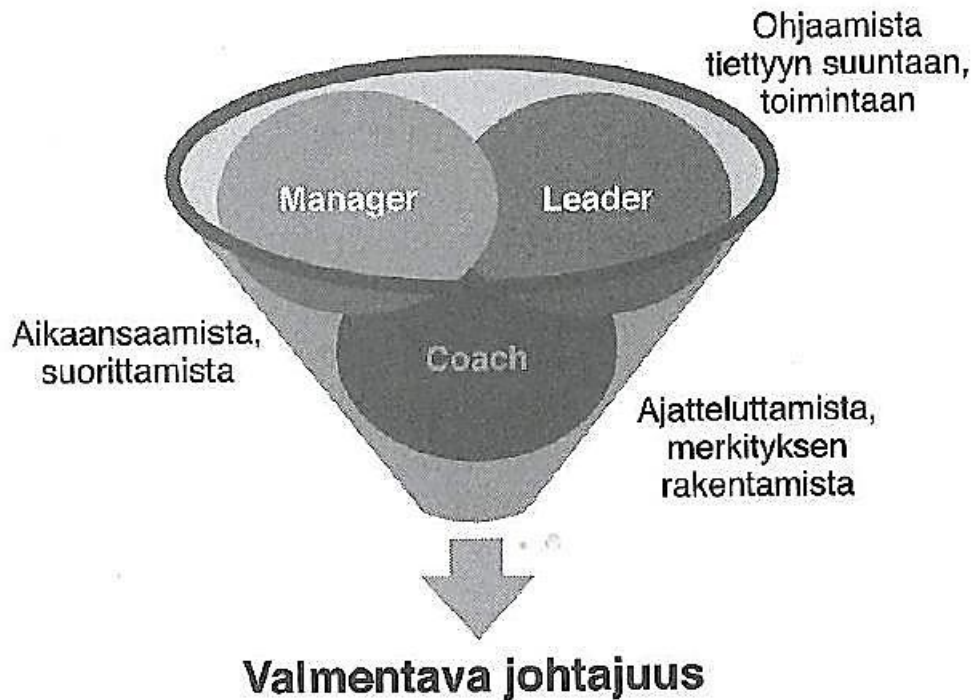 Ohjaamista
tiettyyn suuntaan,
toimintaan
Manager
Leader
Aikaansaamista,
suorittamista
Coach
Ajatteluttamista,
merkityksen
rakentamista
Valmentava johtajuus